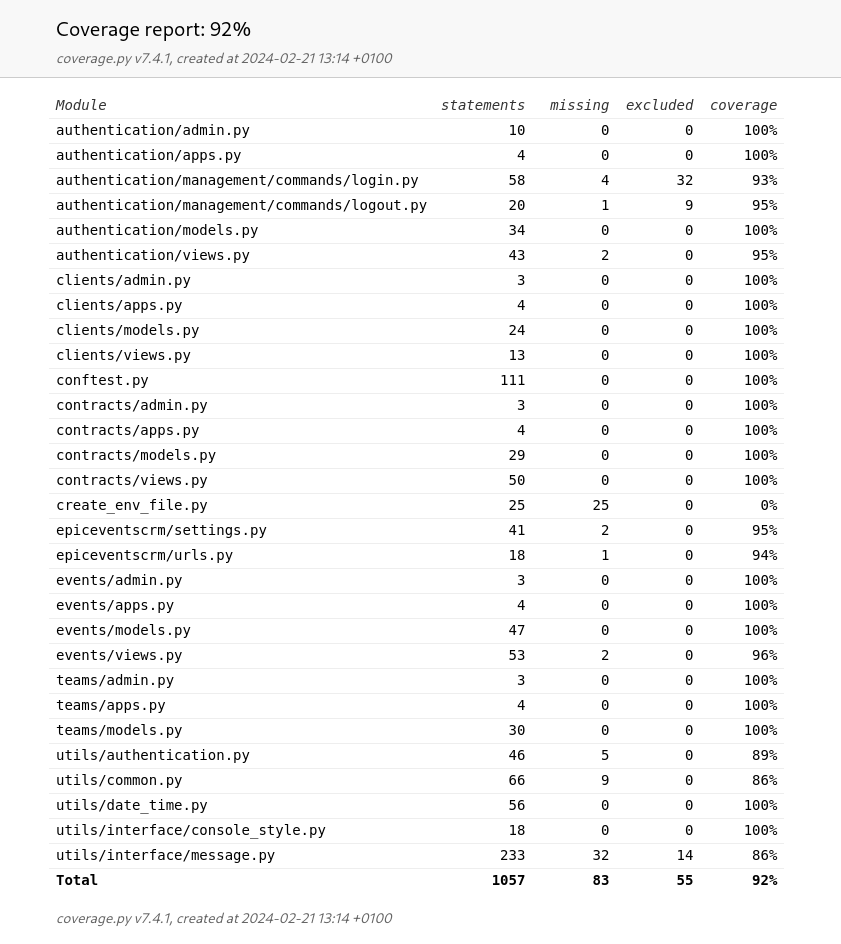 Coverage report: 92%
coverage.py v7.4.1, created at 2024-02-21 13:14 +0100
Module statements missing excluded coverage
authentication/admin.py 10 0 0 100%
authentication/apps.py 4 0 0 100%
authentication/management/commands/login.py 58 4 32 93%
authentication/management/commands/logout.py 20 1 9 95%
authentication/models.py 34 0 0 100%
authentication/views.py 43 2 0 95%
clients/admin.py 3 0 0 100%
clients/apps.py 4 0 0 100%
clients/models.py 24 0 0 100%
clients/views.py 13 0 0 100%
conftest.py 111 0 0 100%
contracts/admin.py 3 0 0 100%
contracts/apps.py 4 0 0 100%
contracts/models.py 29 0 0 100%
contracts/views.py 50 0 0 100%
create_env_file.py 25 25 0 0%
epiceventscrm/settings.py 41 2 0 95%
epiceventscrm/urls.py 18 1 0 94%
events/admin.py 3 0 0 100%
events/apps.py 4 0 0 100%
events/models.py 47 0 0 100%
events/views.py 53 2 0 96%
teams/admin.py 3 0 0 100%
teams/apps.py 4 0 0 100%
teams/models.py 30 0 0 100%
utils/authentication.py 46 5 0 89%
utils/common.py 66 9 0 86%
utils/date_time.py 56 0 0 100%
utils/interface/console_style.py 18 0 0 100%
utils/interface/message.py 233 32 14 86%
Total 1057 83 55 92%
coverage.py v7.4.1, created at 2024-02-21 13:14 +0100